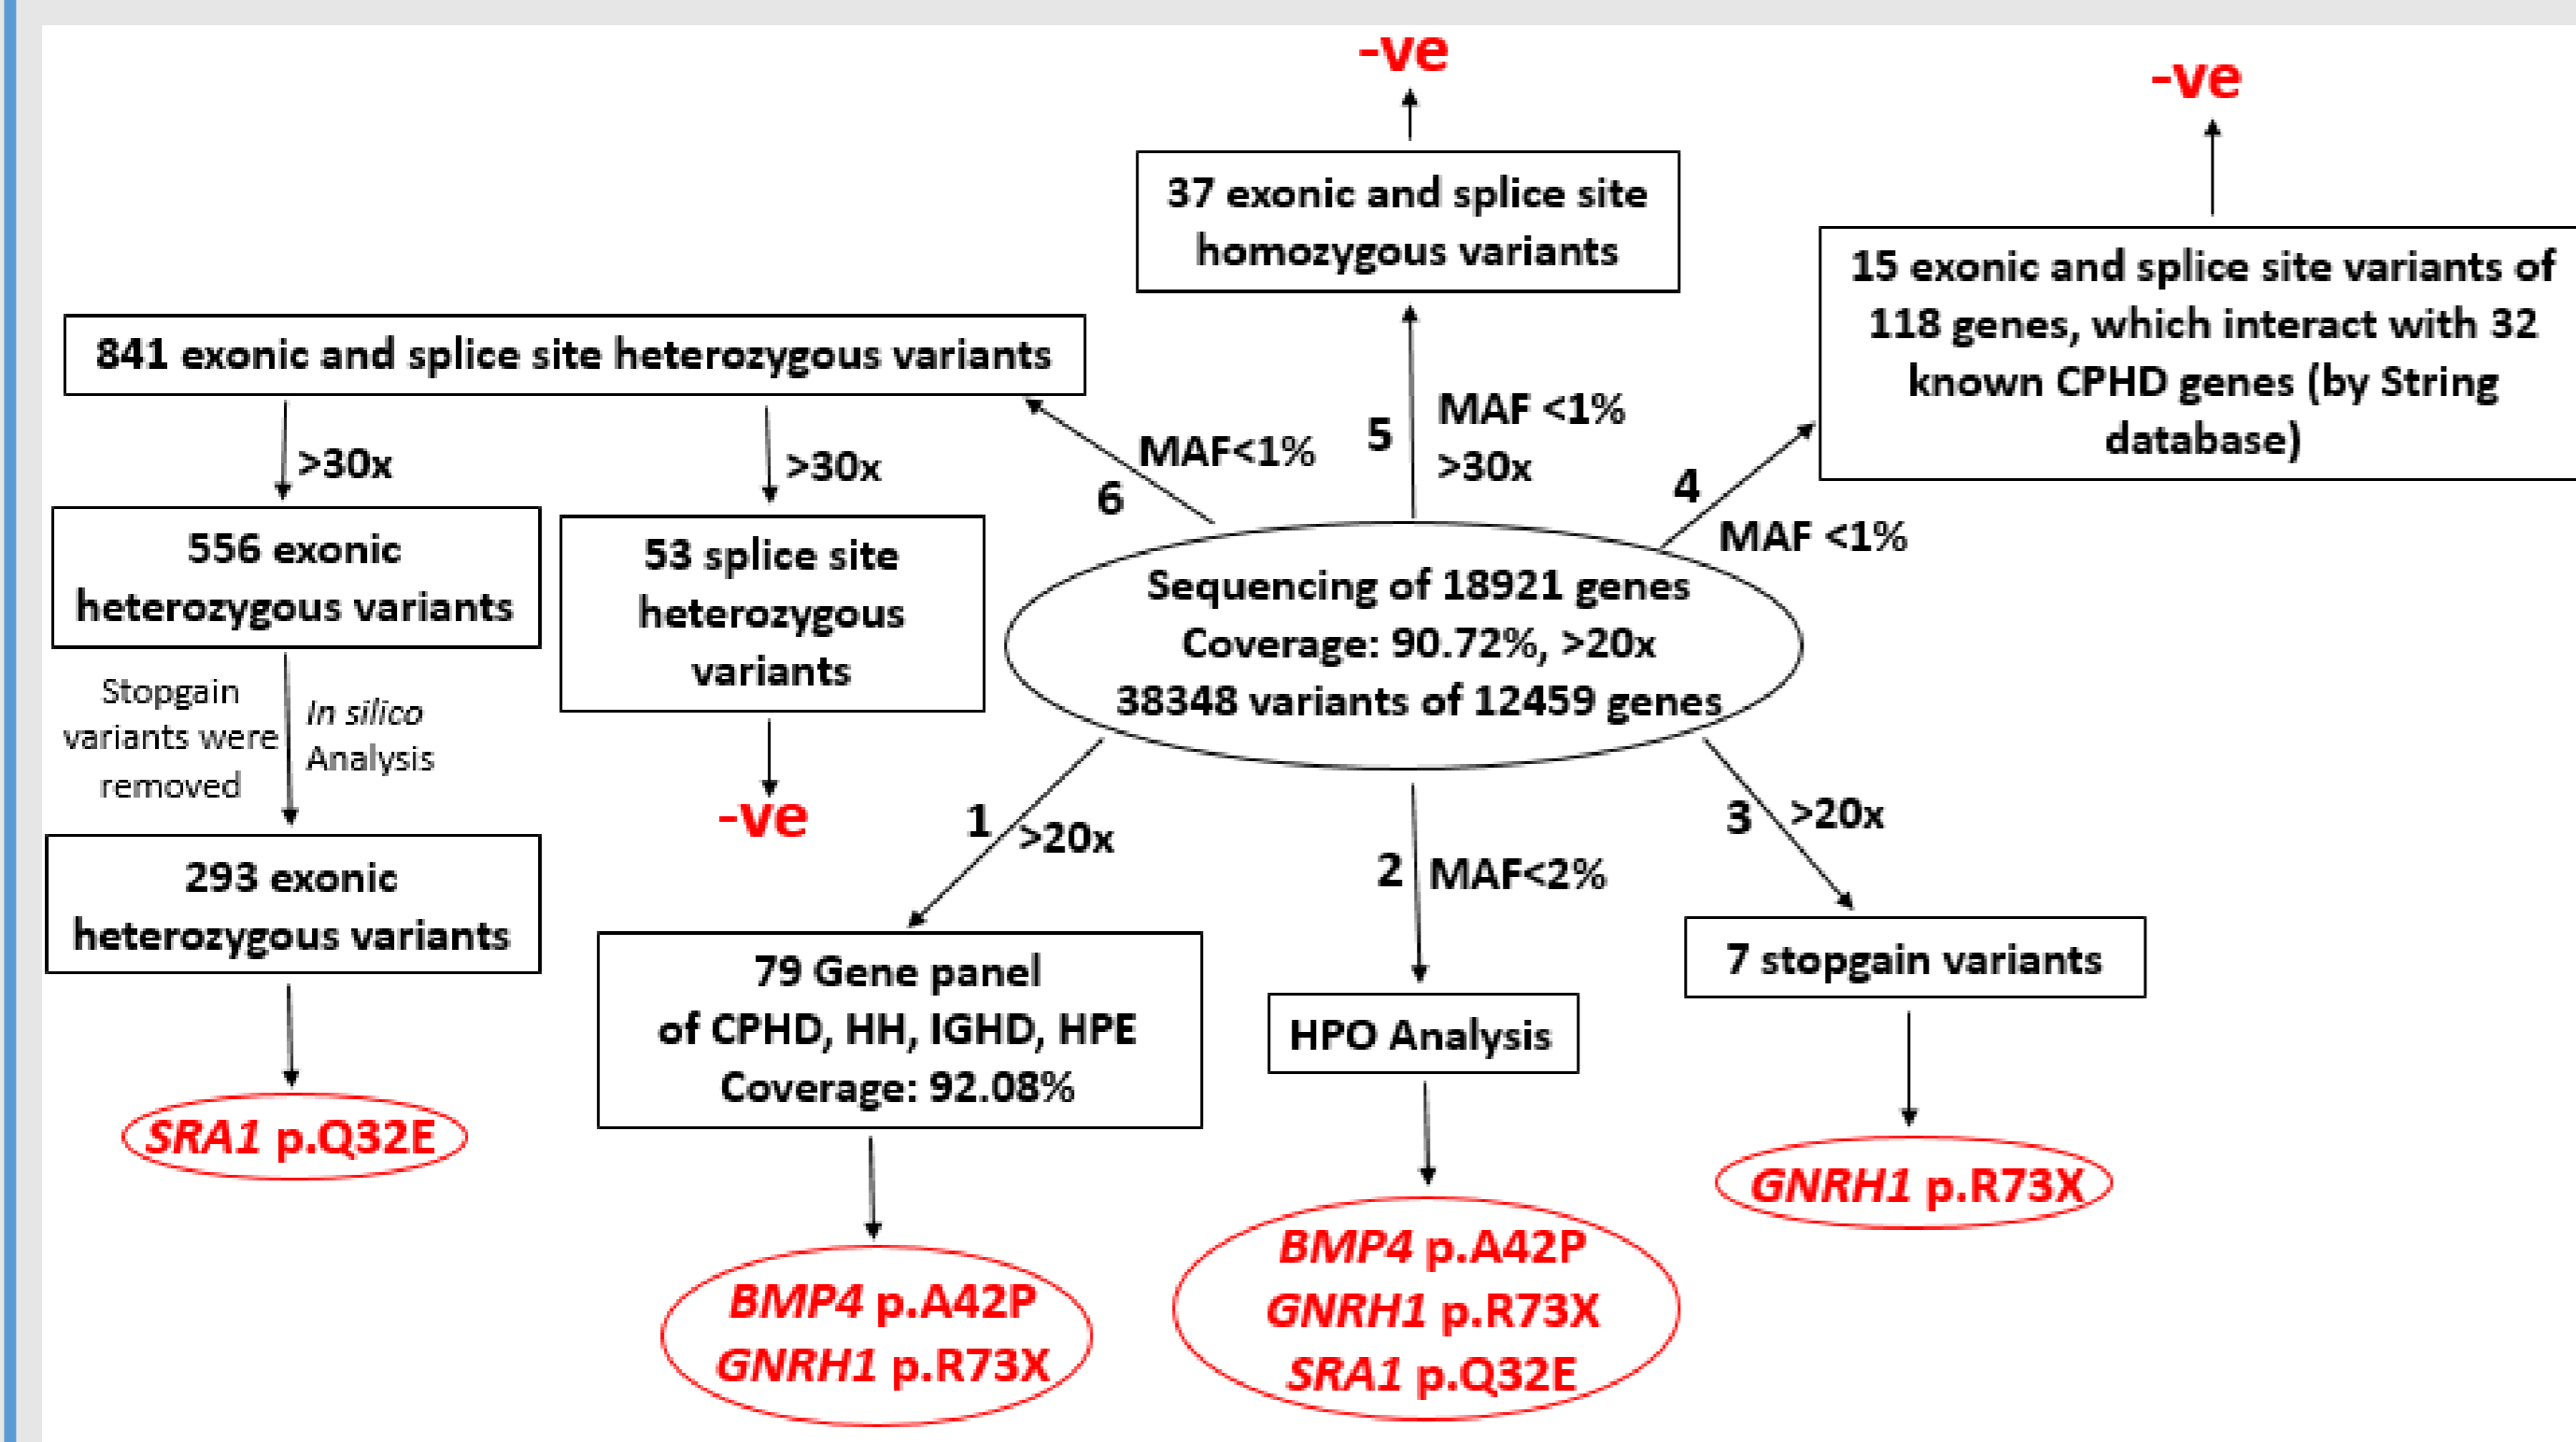 -ve
-ve
37 exonic and splice site
homozygous variants
15 exonic and splice site variants of
118 genes, which interact with 32
known CPHD genes (by String
database)
841 exonic and splice site heterozygous variants
>30x
>30x
6
MAF<1%
5
MAF <1%
>30x
4
MAF <1%
556 exonic
heterozygous variants
53 splice site
heterozygous
variants
Sequencing of 18921 genes
Coverage: 90.72%, >20x
38348 variants of 12459 genes
Stopgain
variants were
removed
In silico
Analysis
-ve
1
>20x
2
MAF<2%
3
>20x
293 exonic
heterozygous variants
79 Gene panel
of CPHD, HH, IGHD, HPE
Coverage: 92.08%
HPO Analysis
7 stopgain variants
SRA1 p.Q32E
BMP4 p.A42P
GNRH1 p.R73X
BMP4 p.A42P
GNRH1 p.R73X
SRA1 p.Q32E
GNRH1 p.R73X